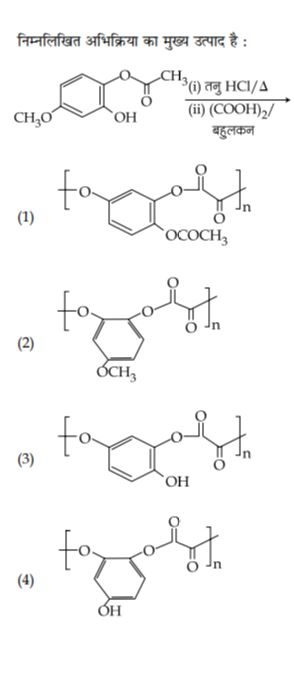 निम्नलिखित अभिक्रिया का मुख्य उत्पाद है :
O CH3 (i) तनु HCl/Δ
O
CH3O OH (ii) (COOH)2/
बहुलकन
(1) O O O O n
OCOCH3
(2) O O O O n
OCH3
(3) O O O O n
OH
(4) O O O O n
OH